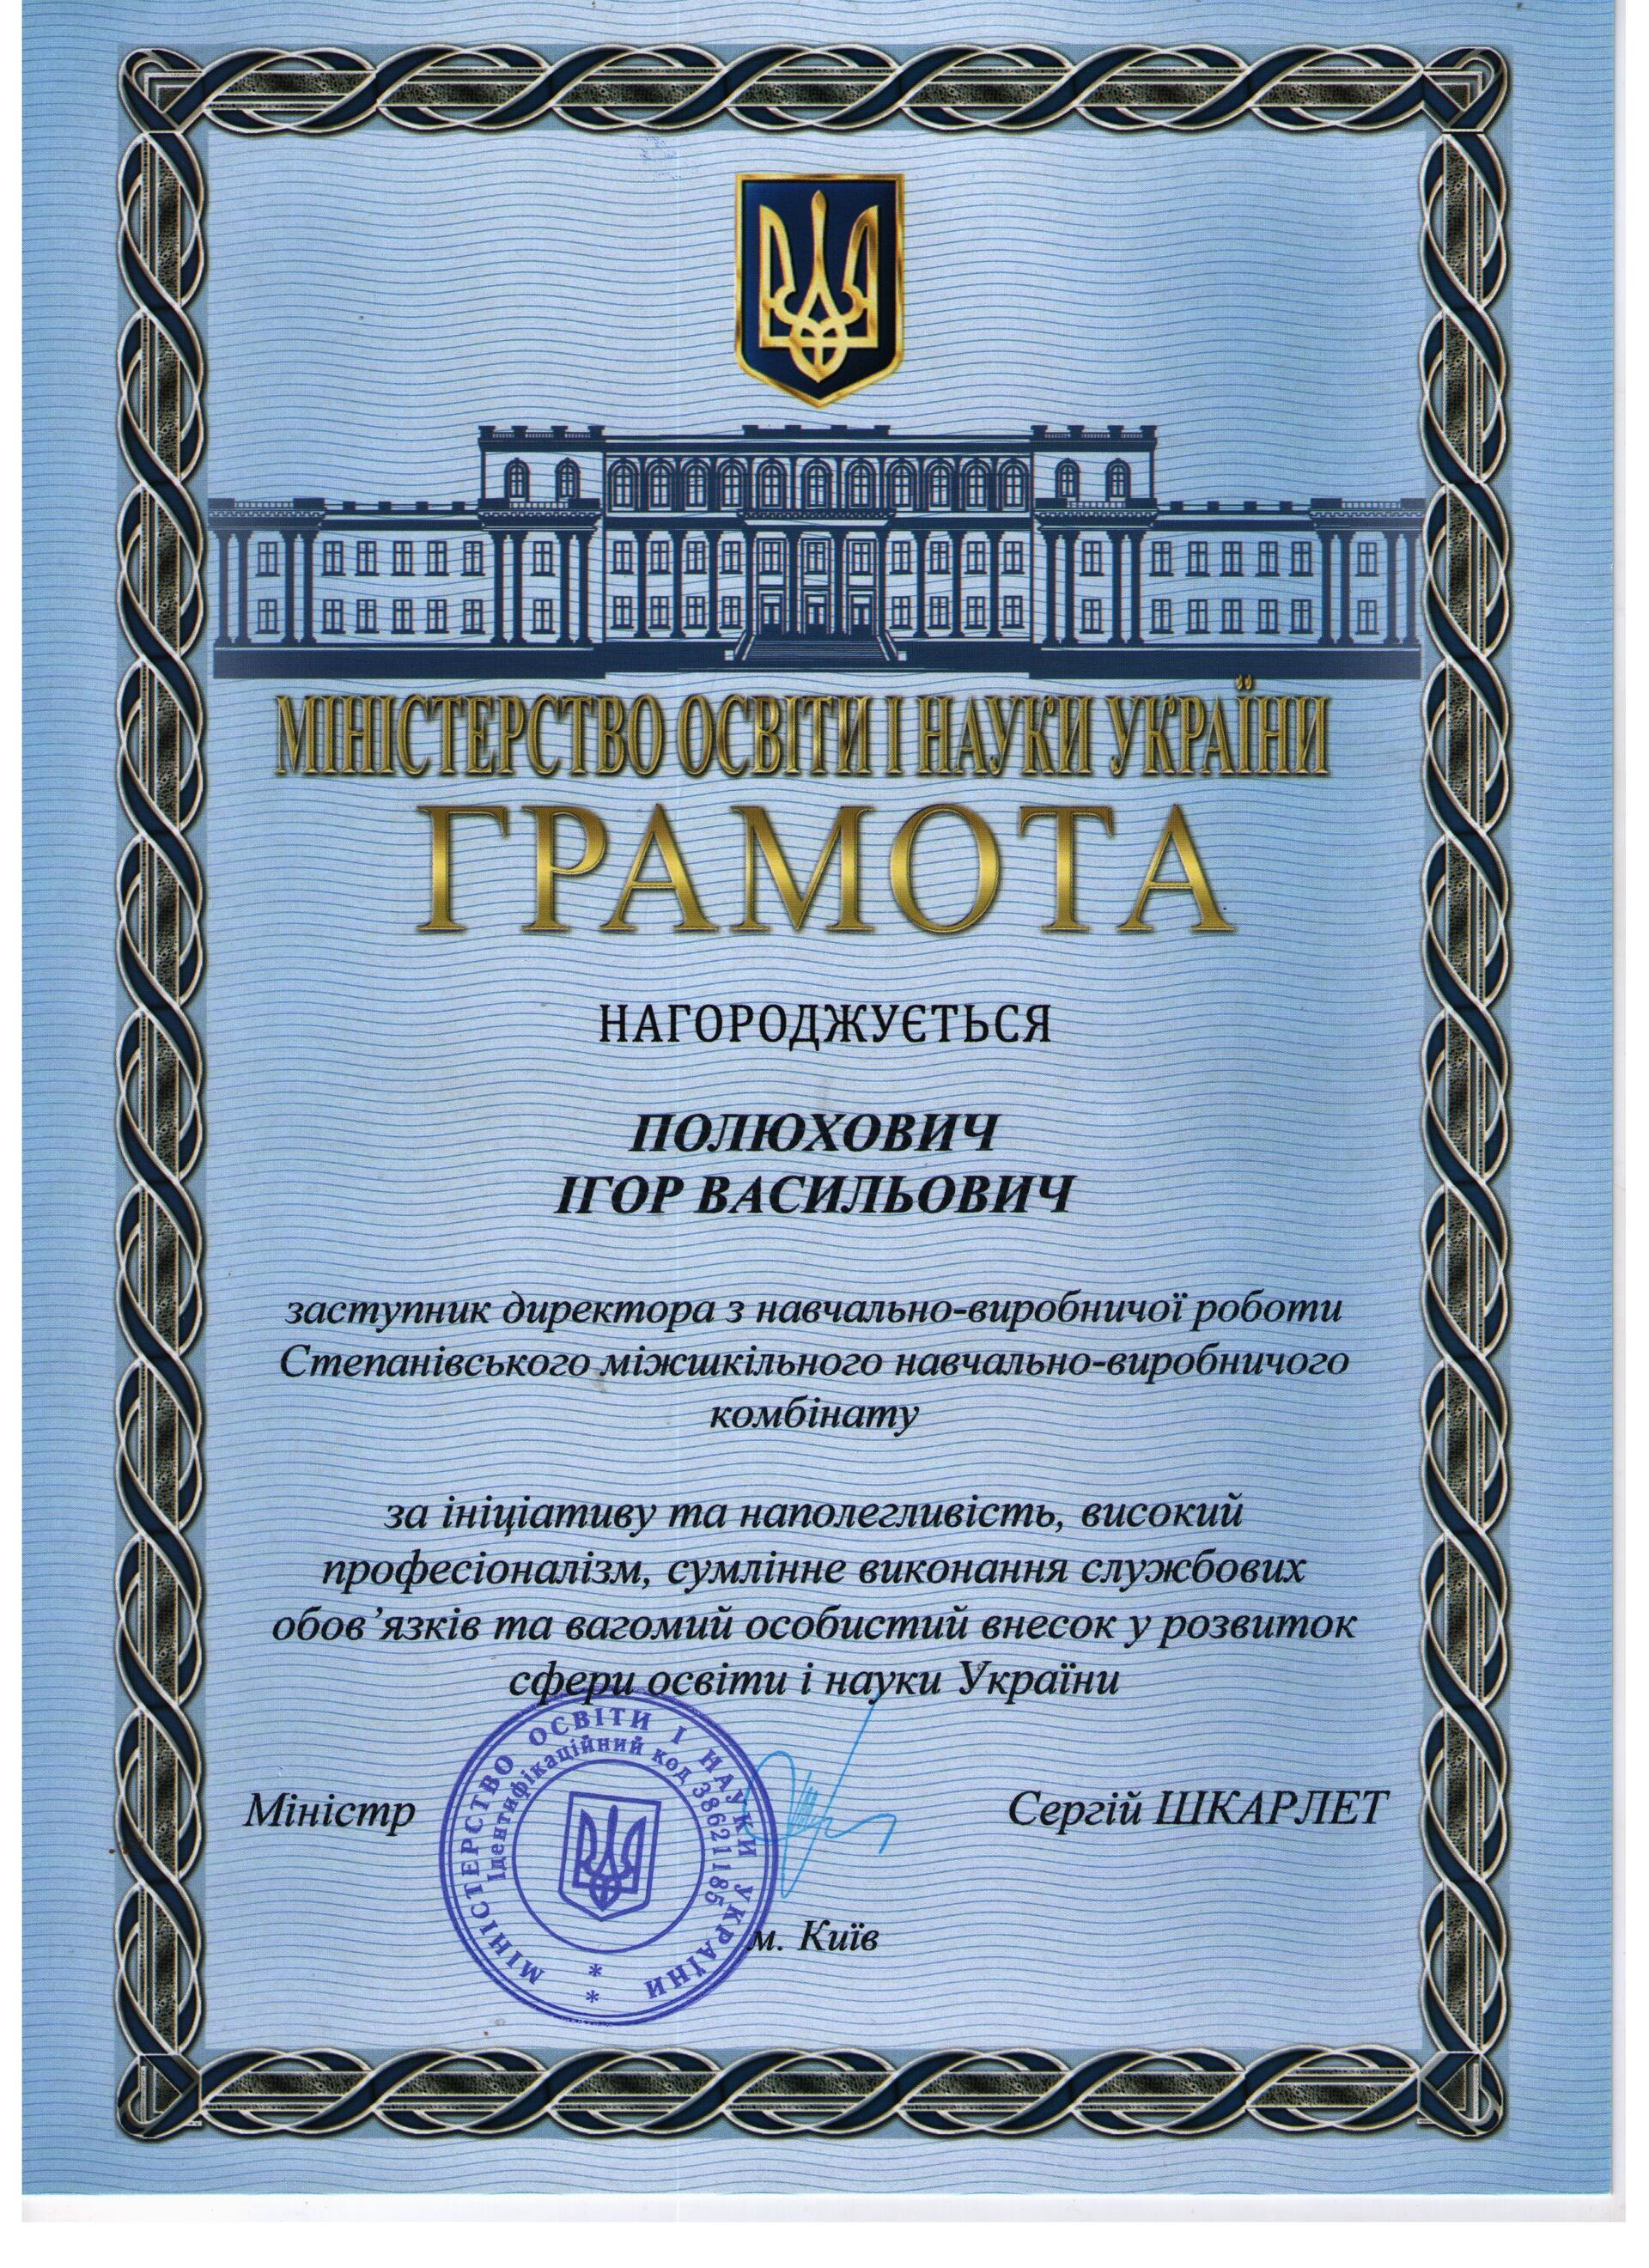 МІНІСТЕРСТВО ОСВІТИ І НАУКИ УКРАЇНИ
ГРАМОТА
НАГОРОДЖУЄТЬСЯ
ПОЛЮХОВИЧ
ІГОР ВАСИЛЬОВИЧ
заступник директора з навчально-виробничої роботи
Степанівського міжшкільного навчально-виробничого
комбінату
за ініціативу та наполегливість, високий
професіоналізм, сумлінне виконання службових
обов’язків та вагомий особистий внесок у розвиток
сфери освіти і науки України
Міністр
МІНІСТЕРСТВО ОСВІТИ І НАУКИ УКРАЇНИ
Ідентифікаційний код 38621185
* *
Сергій ШКАРЛЕТ
м. Київ